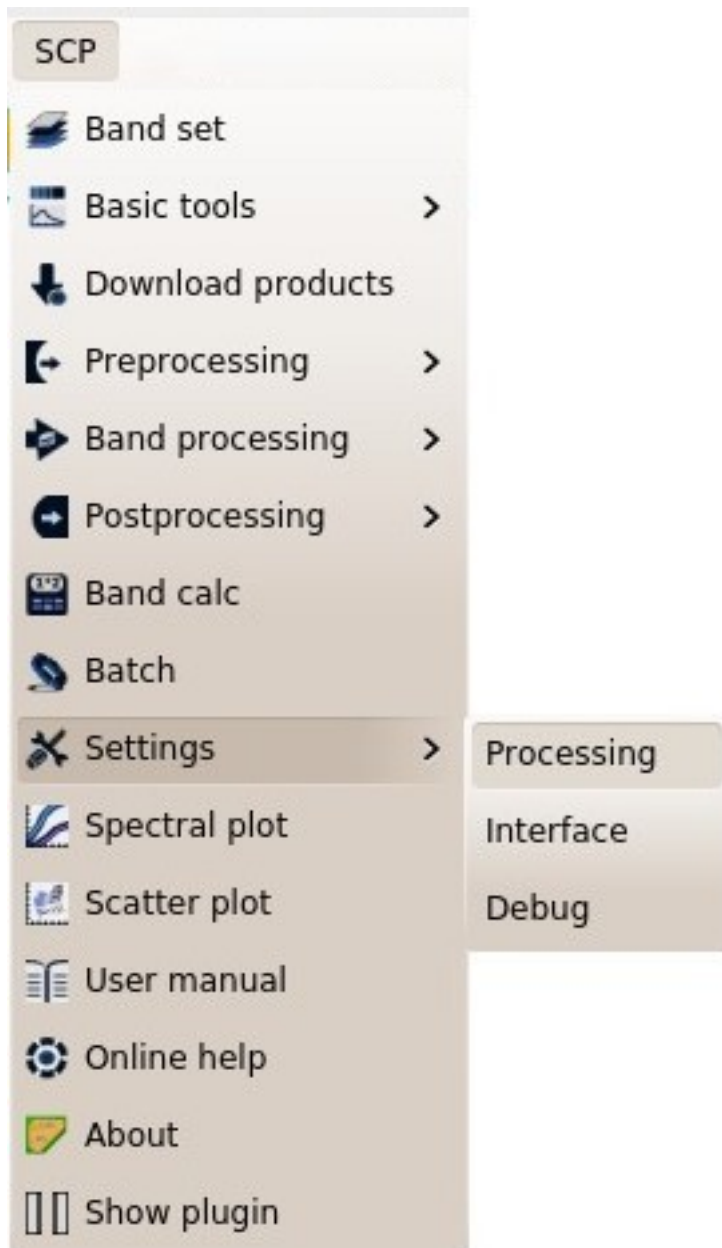 SCP
Band set
Basic tools
Download products
Preprocessing
Band processing
Postprocessing
Band calc
Batch
Settings
Processing
Interface
Debug
Spectral plot
Scatter plot
User manual
Online help
About
Show plugin